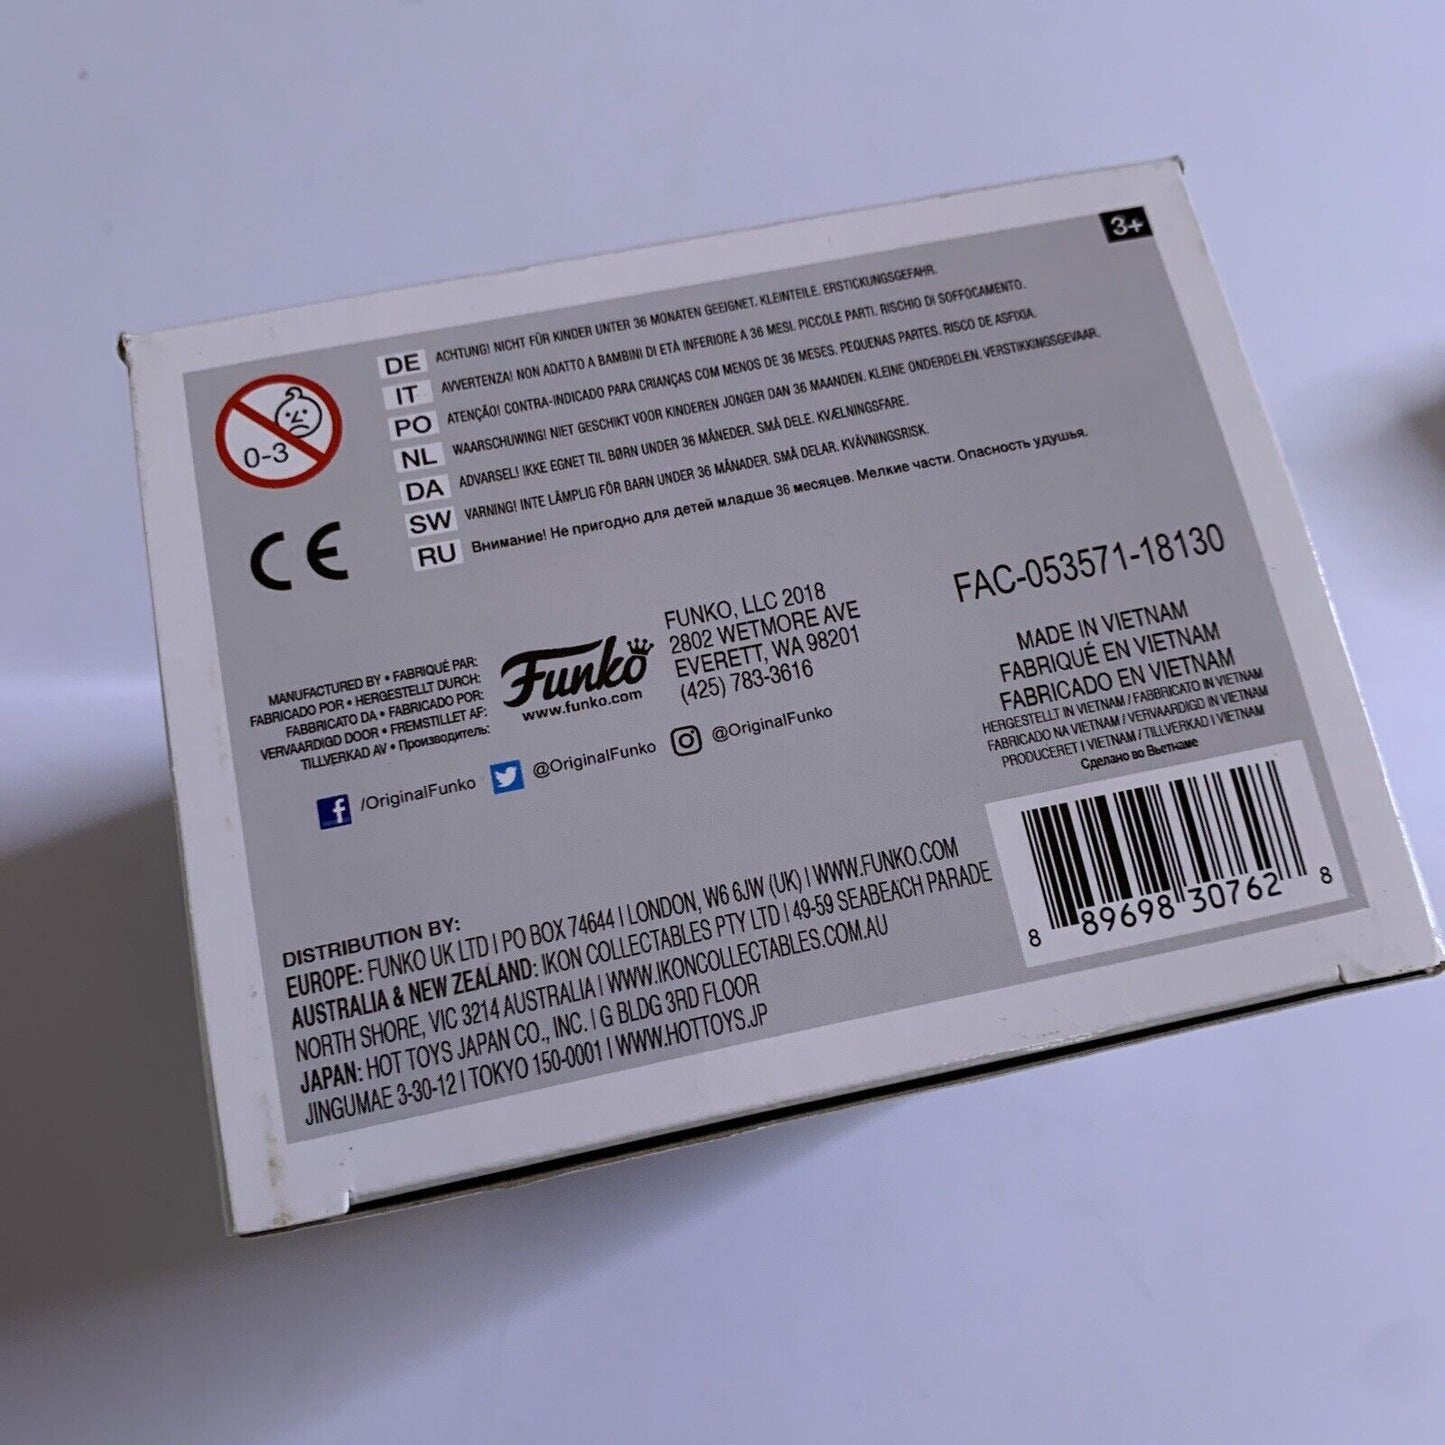 3+
0-3
DE ACHTUNG! NICHT FÜR KINDER UNTER 36 MONATEN GEEIGNET. KLEINTEILE. ERSTICKUNGSGEFAHR.
IT AVVERTENZA! NON ADATTO A BAMBINI DI ETÀ INFERIORE A 36 MESI. PICCOLE PARTI. RISCHIO DI SOFFOCAMENTO.
PO ATENÇÃO! CONTRA-INDICADO PARA CRIANÇAS COM MENOS DE 36 MESES. PEQUENAS PARTES. RISCO DE ASFIXIA.
NL WAARSCHUWING! NIET GESCHIKT VOOR KINDEREN JONGER DAN 36 MAANDEN. KLEINE ONDERDELEN. VERSTIKKINGSGEVAAR.
DA ADVARSEL! IKKE EGNET TIL BØRN UNDER 36 MÅNEDER. SMÅ DELE. KVÆLNINGSFARE.
SW VARNING! INTE LÄMPLIG FÖR BARN UNDER 36 MÅNADER. SMÅ DELAR. KVÄVNINGSRISK.
RU Внимание! Не пригодно для детей младше 36 месяцев. Мелкие части. Опасность удушья.
CE
MANUFACTURED BY • FABRIQUÉ PAR:
FABRICADO POR • HERGESTELLT DURCH:
FABBRICATO DA • FABRICADO POR:
VERVAARDIGD DOOR • FREMSTILLET AF:
TILLVERKAD AV • Производитель:
Funko
www.funko.com
FUNKO, LLC 2018
2802 WETMORE AVE
EVERETT, WA 98201
(425) 783-3616
f /OriginalFunko @OriginalFunko @OriginalFunko
FAC-053571-18130
MADE IN VIETNAM
FABRIQUÉ EN VIETNAM
FABRICADO EN VIETNAM
HERGESTELLT IN VIETNAM / FABBRICATO IN VIETNAM
FABRICADO NA VIETNAM / VERVAARDIGD IN VIETNAM
PRODUCERET I VIETNAM / TILLVERKAD I VIETNAM
Сделано во Вьетнаме
8 89698 30762 8
DISTRIBUTION BY:
EUROPE: FUNKO UK LTD | PO BOX 74644 | LONDON, W6 6JW (UK) | WWW.FUNKO.COM
AUSTRALIA & NEW ZEALAND: IKON COLLECTABLES PTY LTD | 49-59 SEABEACH PARADE
NORTH SHORE, VIC 3214 AUSTRALIA | WWW.IKONCOLLECTABLES.COM.AU
JAPAN: HOT TOYS JAPAN CO., INC. | G BLDG 3RD FLOOR
JINGUMAE 3-30-12 | TOKYO 150-0001 | WWW.HOTTOYS.JP